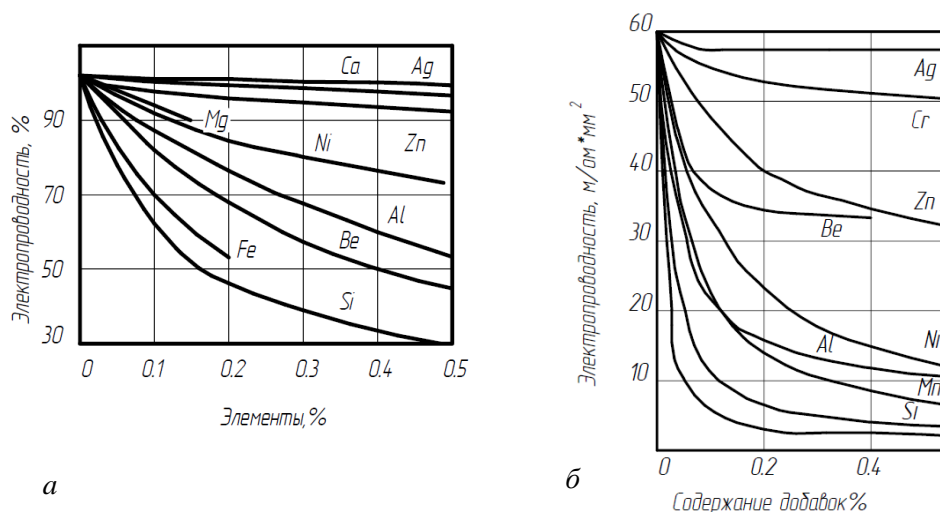 Электропроводность, %
90
70
50
30
Ca
Ag
Mg
Ni
Zn
Al
Fe
Be
Si
0
0.1
0.2
0.3
0.4
0.5
Элементы,%
а
Электропроводность, м/ом*мм²
60
50
40
30
20
10
Ag
Cr
Zn
Be
Ni
Al
Mn
Si
0
0.2
0.4
Содержание добавок%
б